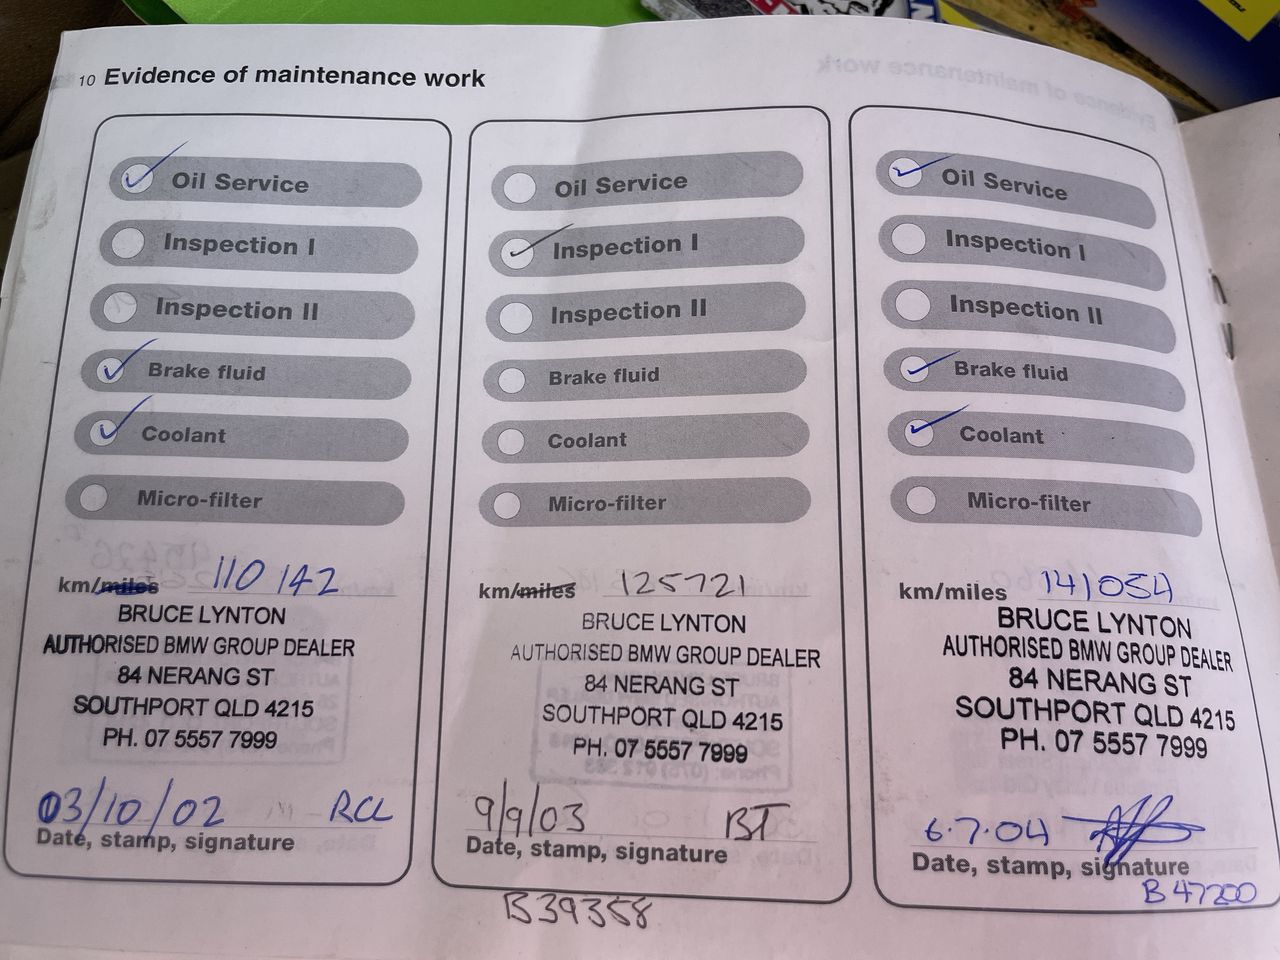 10 Evidence of maintenance work
Oil Service
Inspection I
Inspection II
Brake fluid
Coolant
Micro-filter
km/miles 110 142
BRUCE LYNTON
AUTHORISED BMW GROUP DEALER
84 NERANG ST
SOUTHPORT QLD 4215
PH. 07 5557 7999
03/10/02 RCL
Date, stamp, signature
Oil Service
Inspection I
Inspection II
Brake fluid
Coolant
Micro-filter
km/miles 125721
BRUCE LYNTON
AUTHORISED BMW GROUP DEALER
84 NERANG ST
SOUTHPORT QLD 4215
PH. 07 5557 7999
9/9/03 BT
Date, stamp, signature
B39358
Oil Service
Inspection I
Inspection II
Brake fluid
Coolant
Micro-filter
km/miles 141054
BRUCE LYNTON
AUTHORISED BMW GROUP DEALER
84 NERANG ST
SOUTHPORT QLD 4215
PH. 07 5557 7999
6.7.04
Date, stamp, signature
B47200